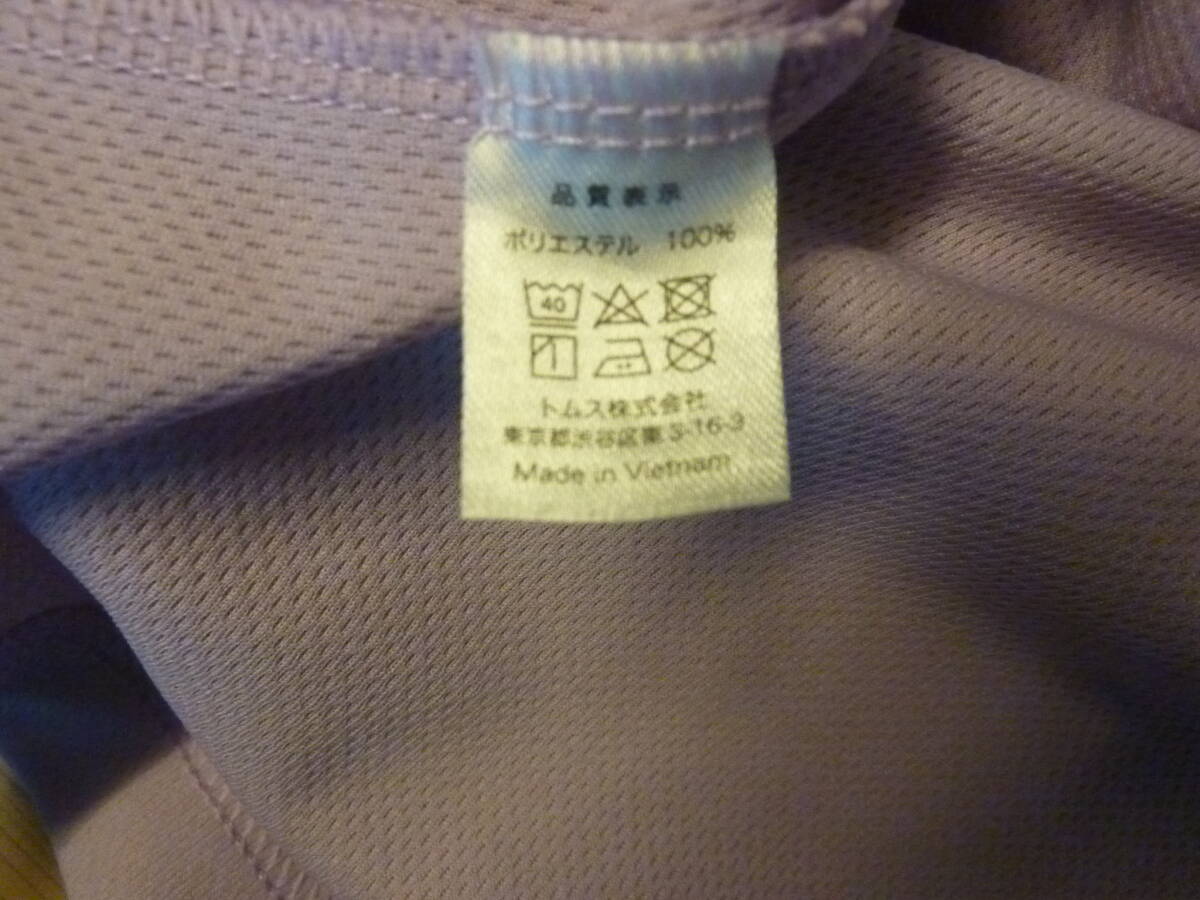 品質表示
ポリエステル 100%
40
トムス株式会社
東京都渋谷区東3-16-3
Made in Vietnam